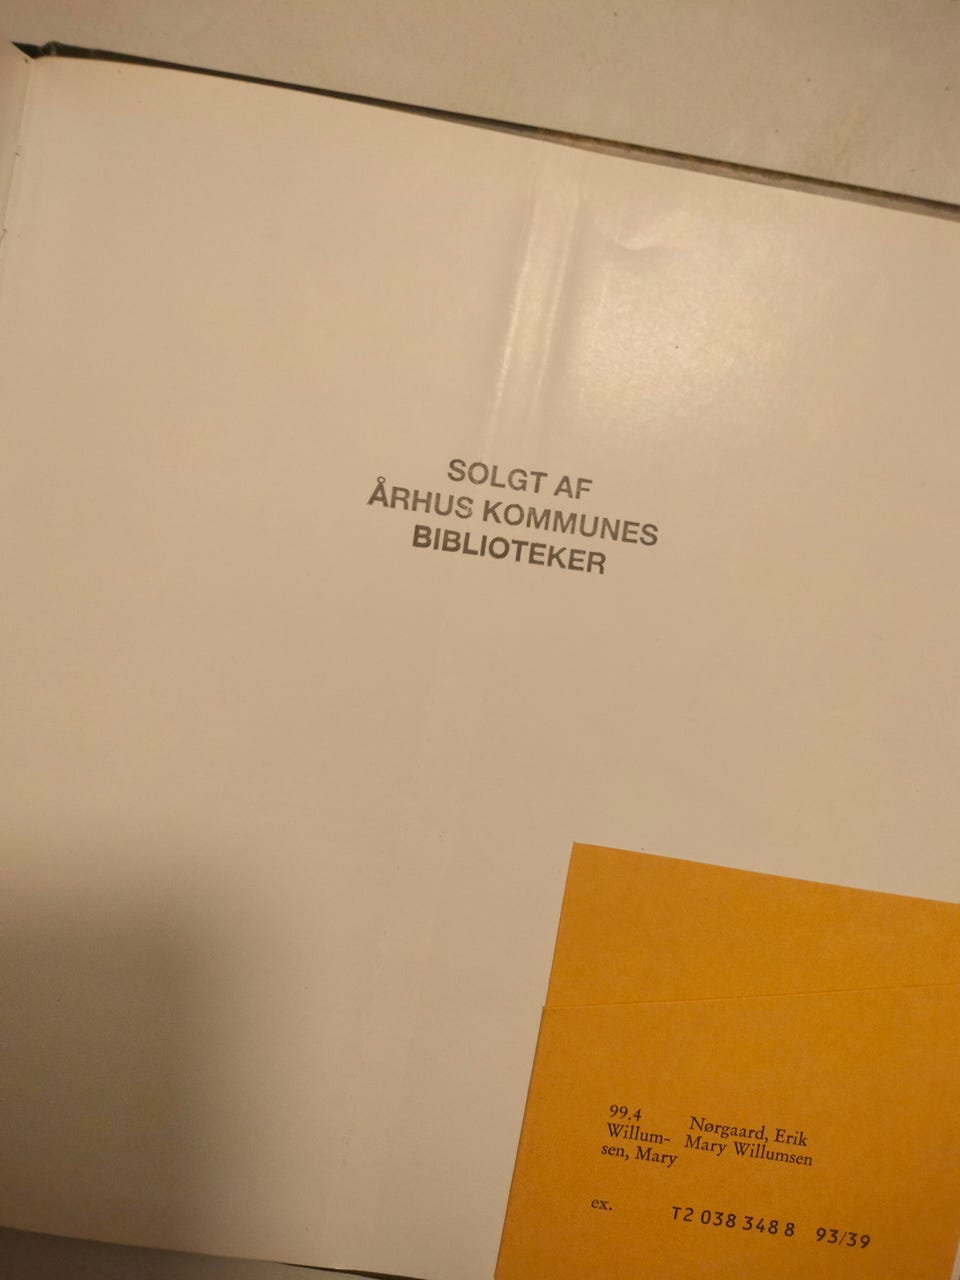 SOLGT AF
ÅRHUS KOMMUNES
BIBLIOTEKER
99.4 Nørgaard, Erik
Willum- Mary Willumsen
sen, Mary
ex. T2 038 348 8 93/39